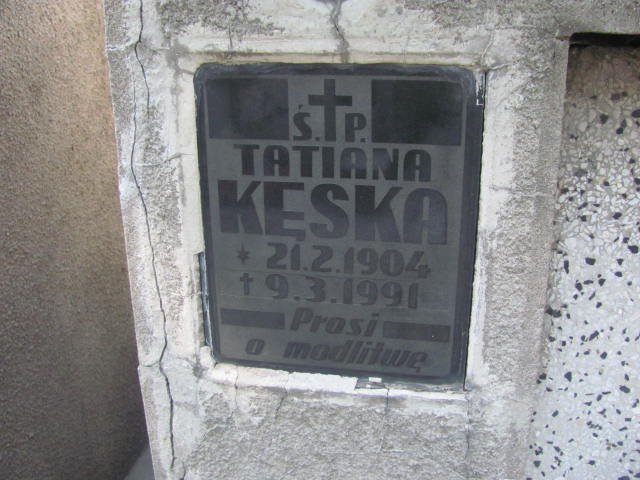 Ś.P.
TATIANA
KĘSKA
* 21.2.1904
† 9.3.1991
Prosi
o modlitwę